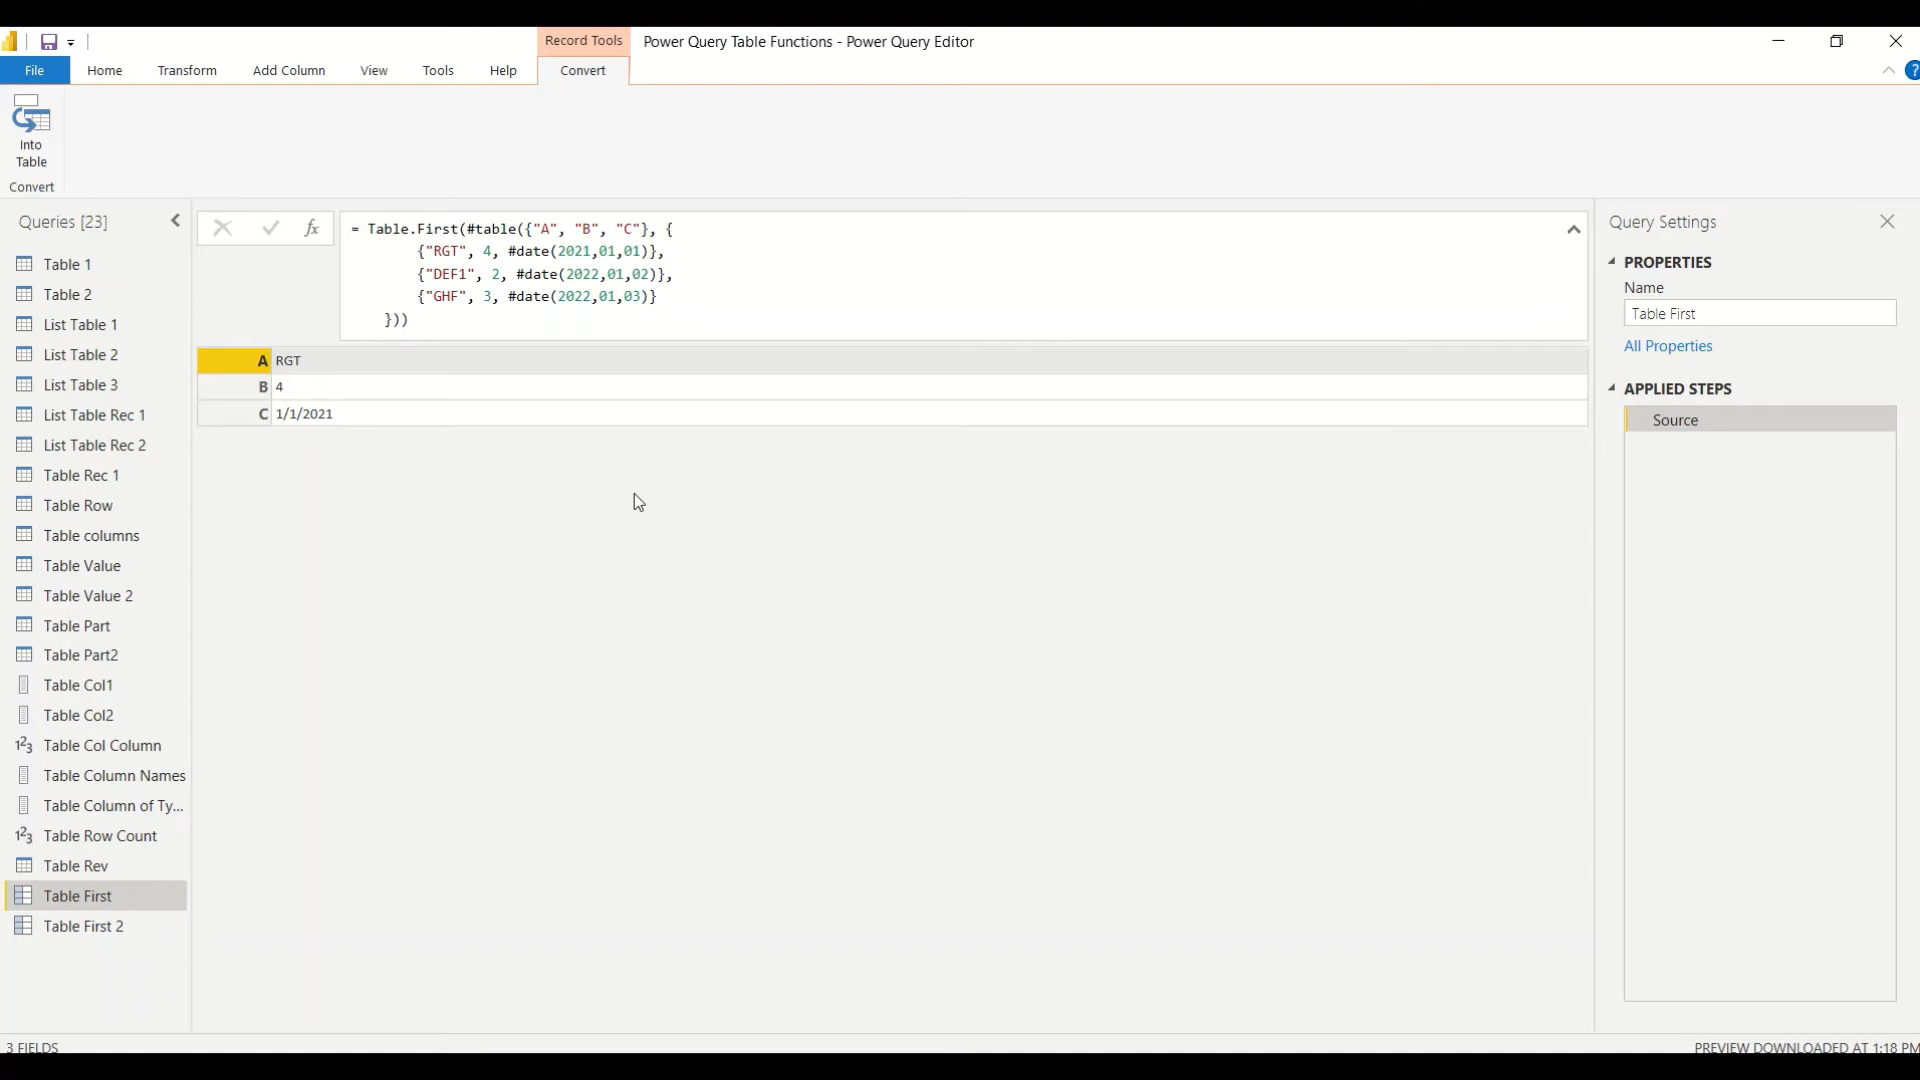 Record Tools
Power Query Table Functions - Power Query Editor
File
Home
Transform
Add Column
View
Tools
Help
Convert
Into
Table
Convert
Queries [23]
Table 1
Table 2
List Table 1
List Table 2
List Table 3
List Table Rec 1
List Table Rec 2
Table Rec 1
Table Row
Table columns
Table Value
Table Value 2
Table Part
Table Part2
Table Col1
Table Col2
123 Table Col Column
Table Column Names
Table Column of Ty...
123 Table Row Count
Table Rev
Table First
Table First 2
fx
= Table.First(#table({"A", "B", "C"}, {
{"RGT", 4, #date(2021,01,01)},
{"DEF1", 2, #date(2022,01,02)},
{"GHF", 3, #date(2022,01,03)}
}))
A RGT
B 4
C 1/1/2021
Query Settings
PROPERTIES
Name
Table First
All Properties
APPLIED STEPS
Source
3 FIELDS
PREVIEW DOWNLOADED AT 1:18 PM